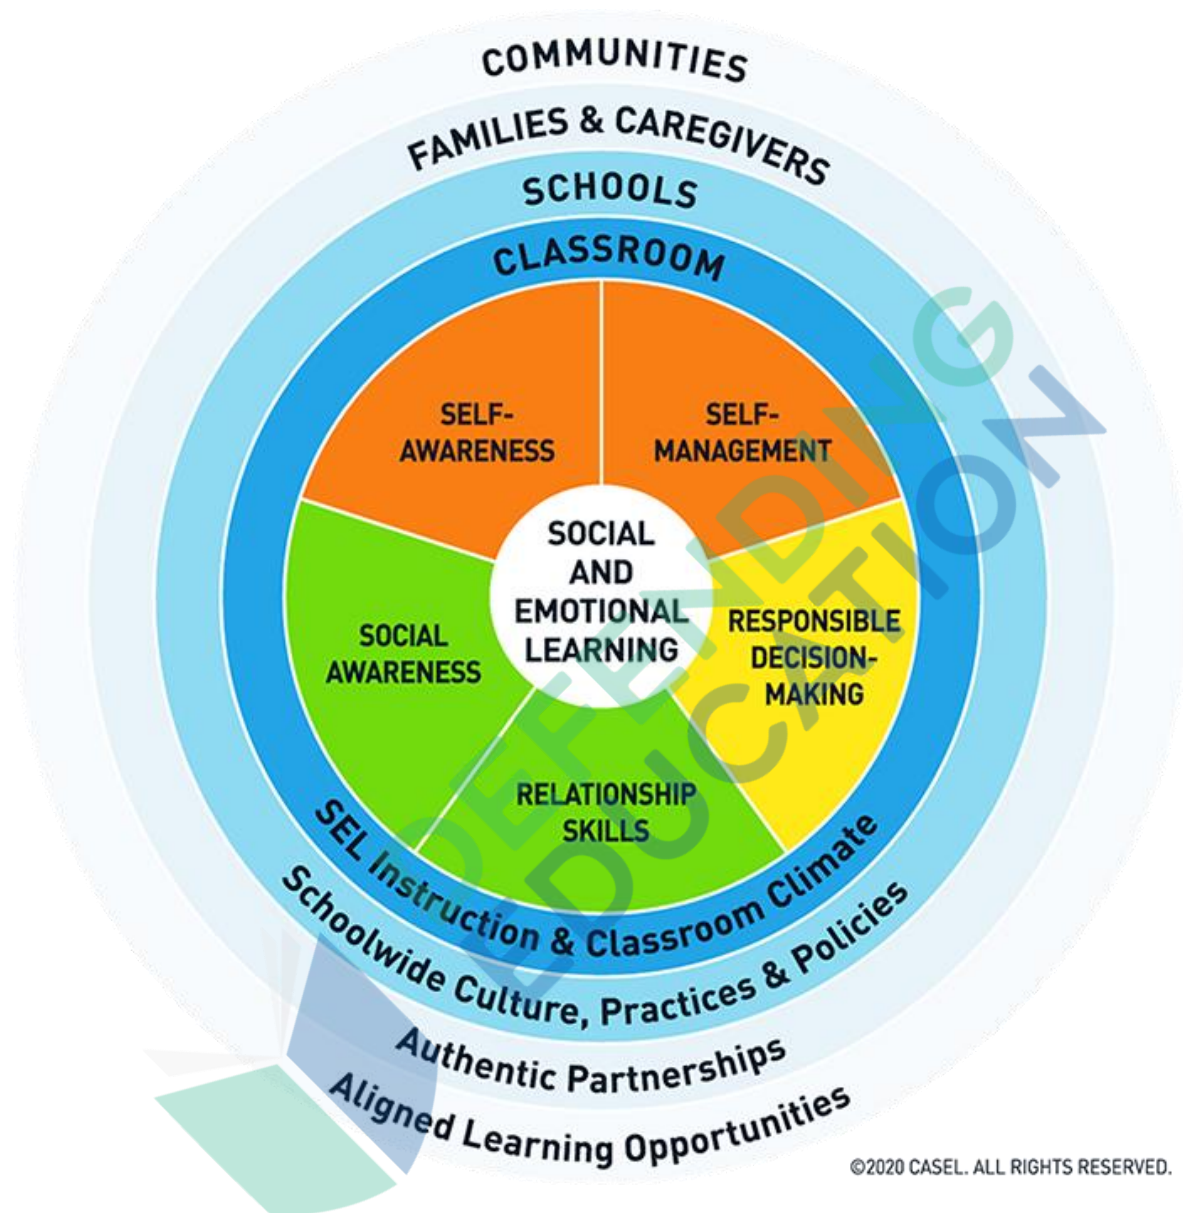 COMMUNITIES
FAMILIES & CAREGIVERS
SCHOOLS
CLASSROOM
SELF-
AWARENESS
SELF-
MANAGEMENT
SOCIAL
AND
EMOTIONAL
LEARNING
SOCIAL
AWARENESS
RESPONSIBLE
DECISION-
MAKING
RELATIONSHIP
SKILLS
SEL Instruction & Classroom Climate
Schoolwide Culture, Practices & Policies
Authentic Partnerships
Aligned Learning Opportunities
DEFENDING
EDUCATION
©2020 CASEL. ALL RIGHTS RESERVED.